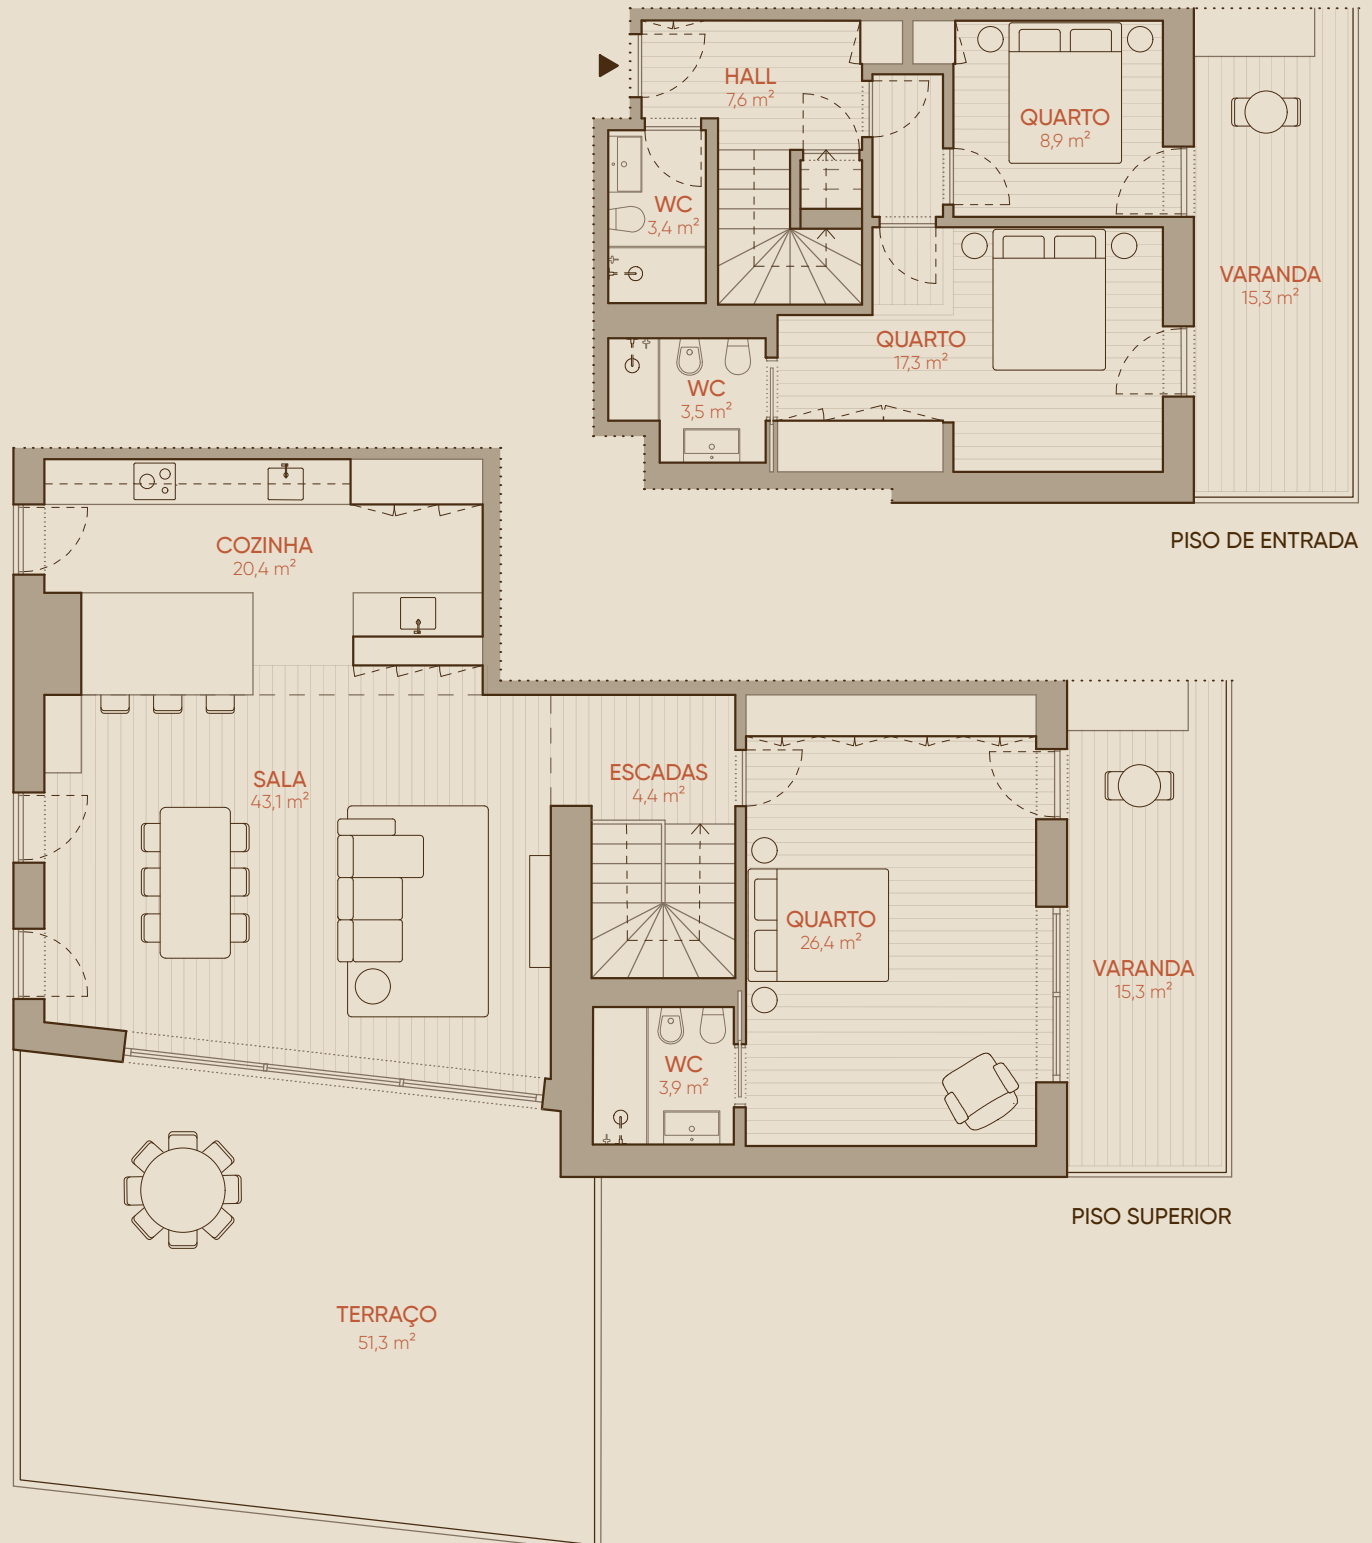 HALL
7,6 m²
QUARTO
8,9 m²
WC
3,4 m²
VARANDA
15,3 m²
QUARTO
17,3 m²
WC
3,5 m²
PISO DE ENTRADA
COZINHA
20,4 m²
SALA
43,1 m²
ESCADAS
4,4 m²
QUARTO
26,4 m²
VARANDA
15,3 m²
WC
3,9 m²
PISO SUPERIOR
TERRAÇO
51,3 m²